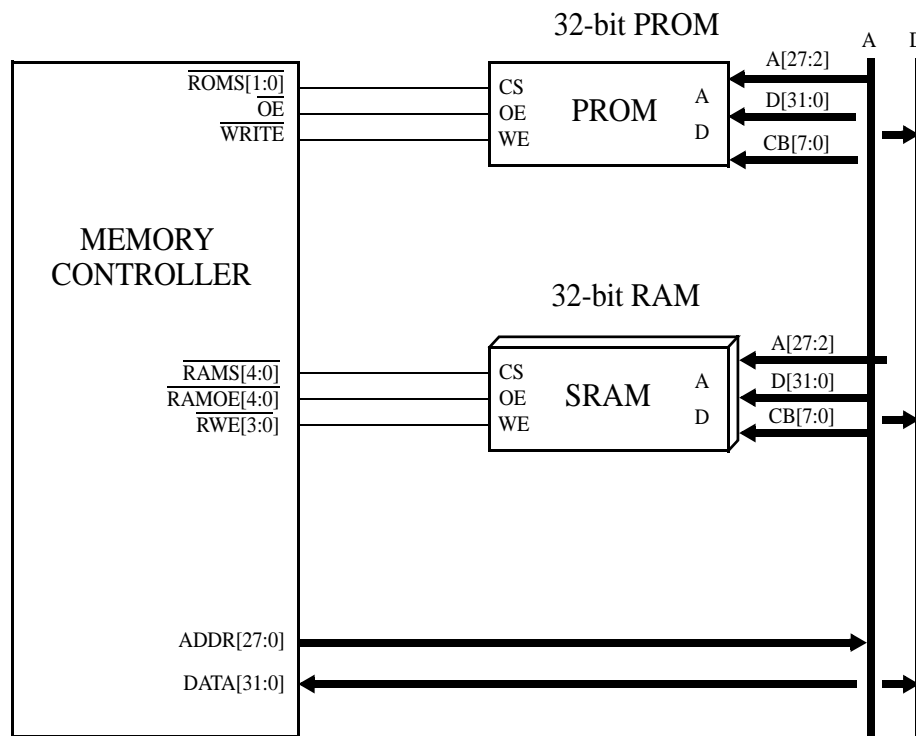 32-bit PROM
A D
ROMS[1:0]
OE
WRITE
CS
OE
WE
PROM
A
D
A[27:2]
D[31:0]
CB[7:0]
MEMORY
CONTROLLER
32-bit RAM
RAMS[4:0]
RAMOE[4:0]
RWE[3:0]
CS
OE
WE
SRAM
A
D
A[27:2]
D[31:0]
CB[7:0]
ADDR[27:0]
DATA[31:0]